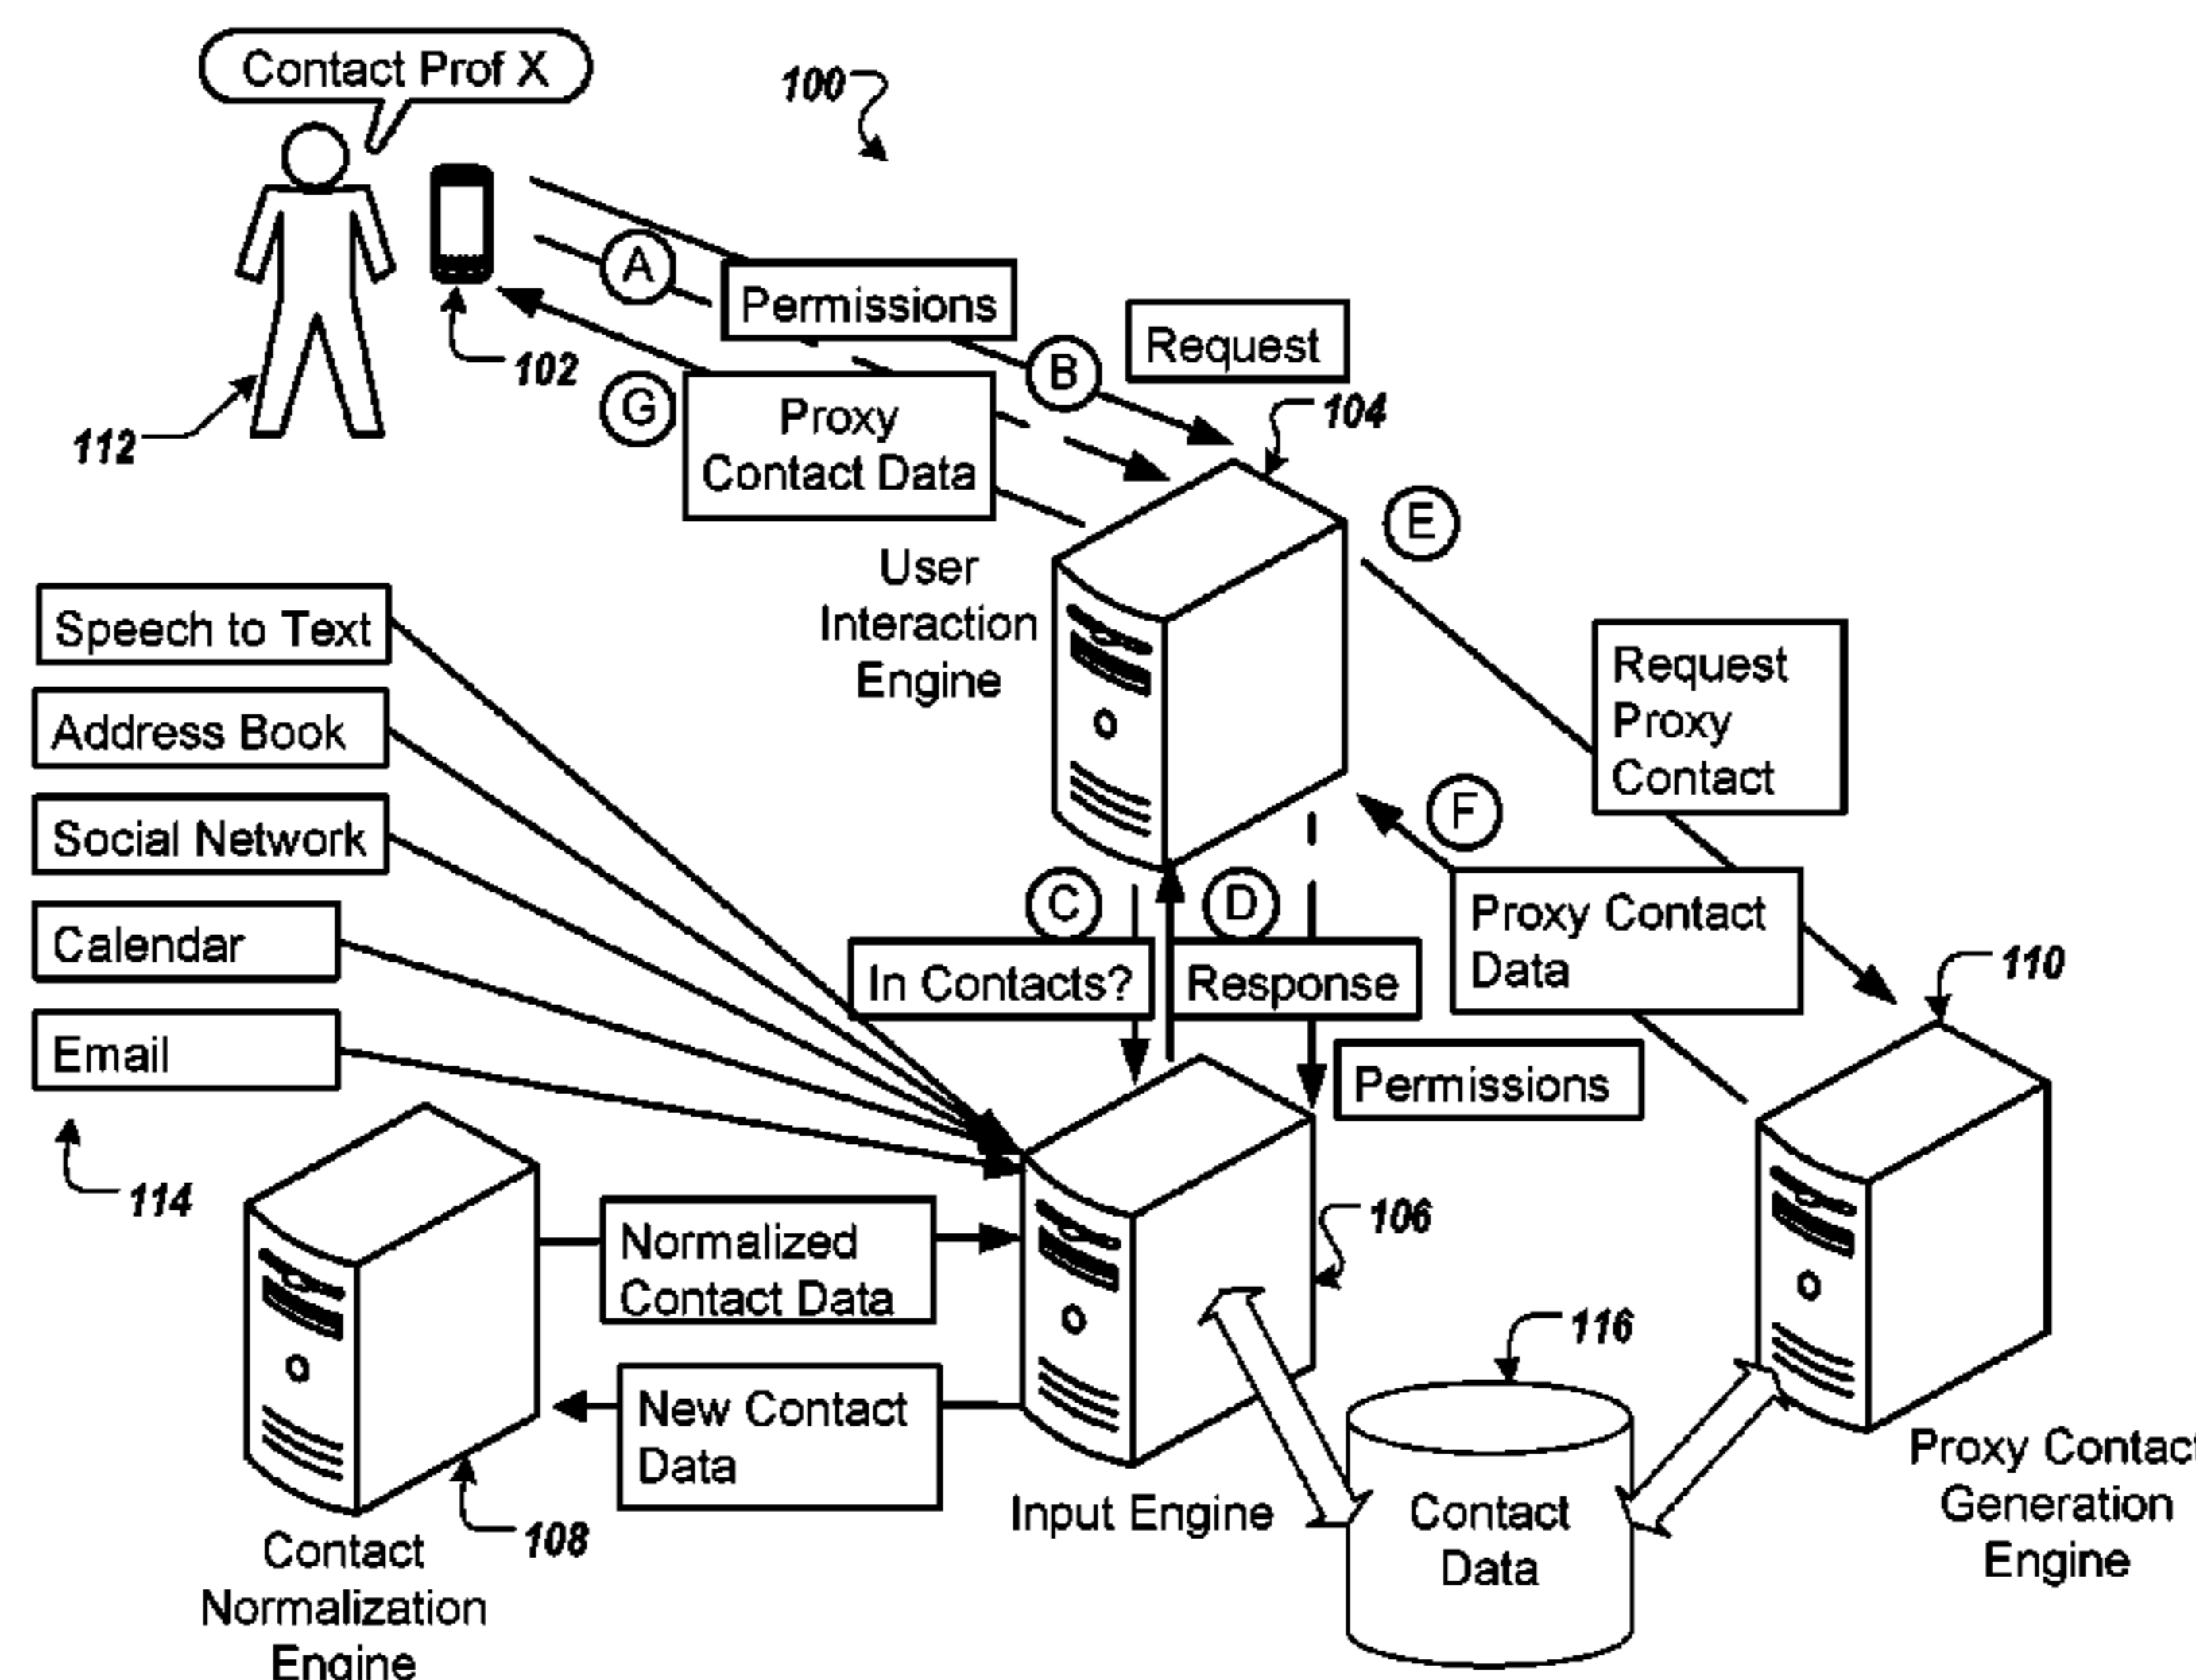 Contact Prof X
100
A
Permissions
B
Request
102
G
Proxy
Contact Data
104
112
E
User
Interaction
Engine
Speech to Text
Address Book
Social Network
Calendar
Email
114
Request
Proxy
Contact
F
C
D
In Contacts?
Response
Proxy Contact
Data
110
Permissions
Normalized
Contact Data
106
New Contact
Data
116
108
Input Engine
Contact
Data
Proxy Contact
Generation
Engine
Contact
Normalization
Engine